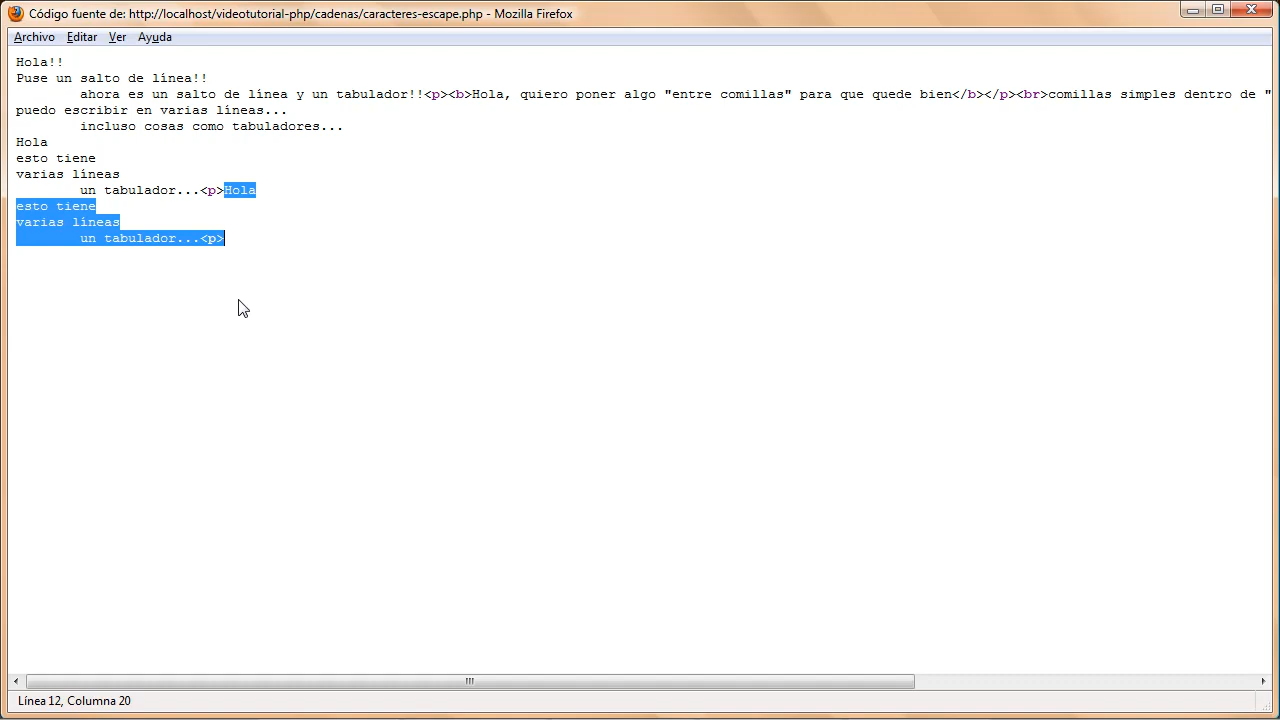 Código fuente de: http://localhost/videotutorial-php/cadenas/caracteres-escape.php - Mozilla Firefox
Archivo Editar Ver Ayuda
Hola!!
Puse un salto de línea!!
ahora es un salto de línea y un tabulador!!<p><b>Hola, quiero poner algo "entre comillas" para que quede bien</b></p><br>comillas simples dentro de "
puedo escribir en varias líneas...
incluso cosas como tabuladores...
Hola
esto tiene
varias líneas
un tabulador...<p>Hola
esto tiene
varias líneas
un tabulador...<p>
Línea 12, Columna 20